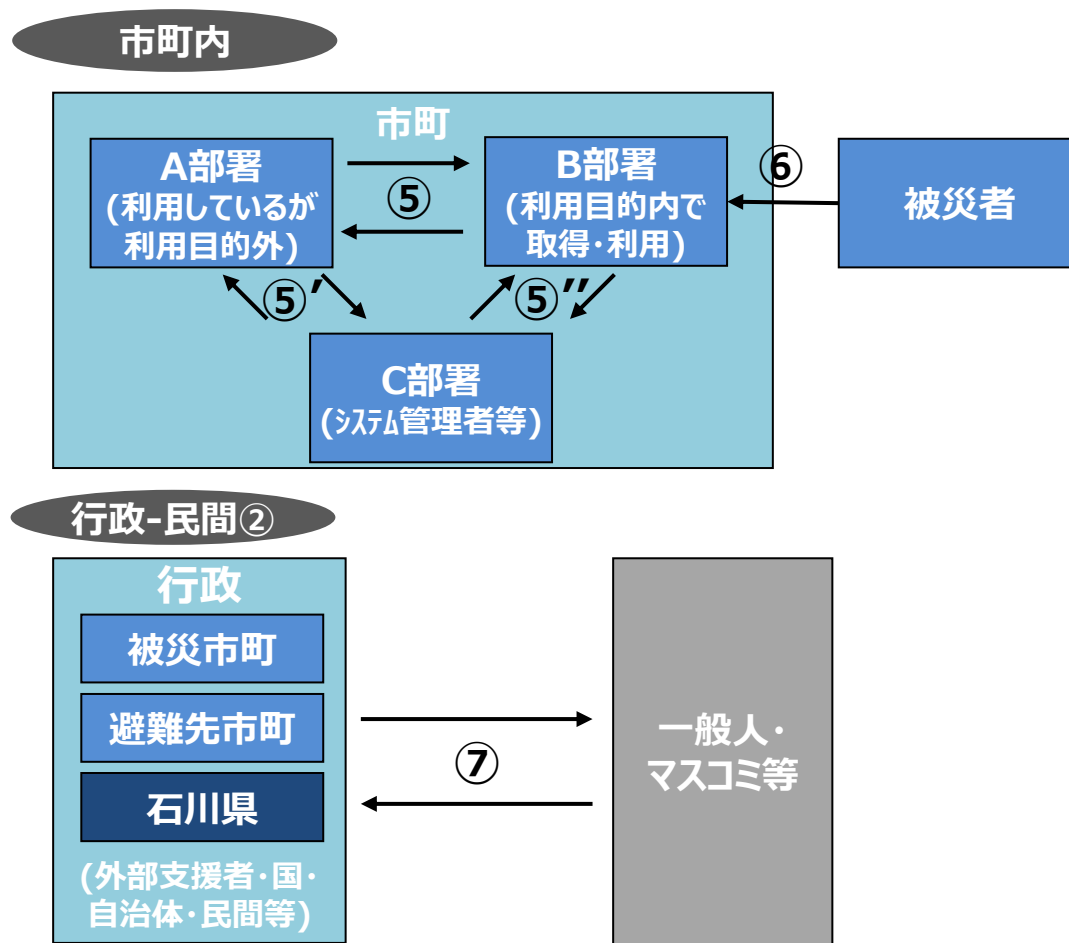 市町内
市町
A部署
(利用しているが
利用目的外)
⑤
B部署
(利用目的内で
取得・利用)
⑥
被災者
⑤′
⑤′′
C部署
(ｼｽﾃﾑ管理者等)
行政-民間②
行政
被災市町
避難先市町
石川県
(外部支援者・国・
自治体・民間等)
⑦
一般人・
マスコミ等